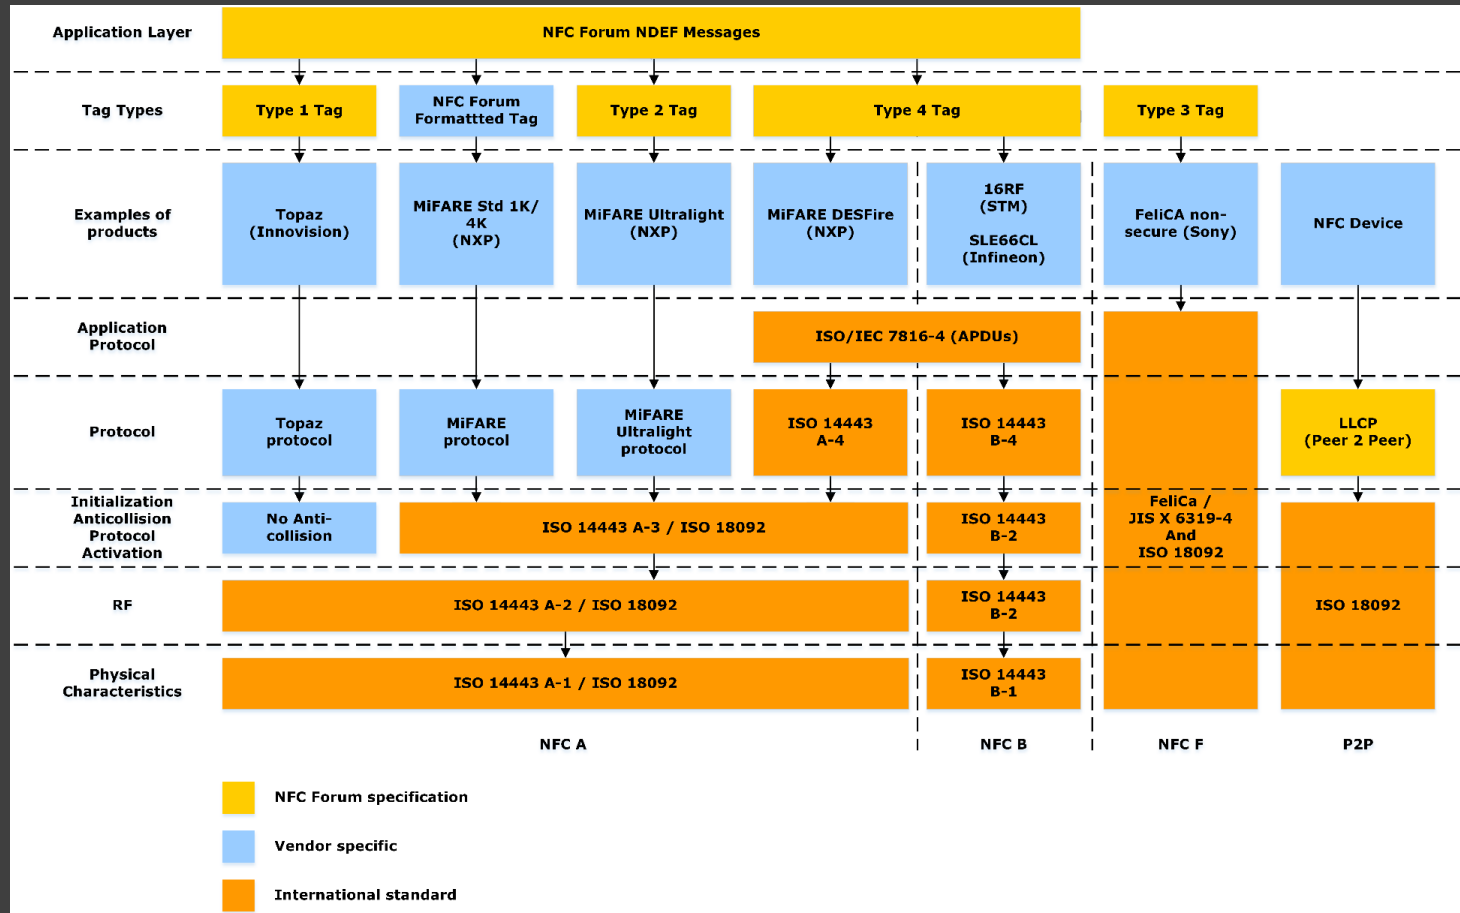 Application Layer
NFC Forum NDEF Messages
Tag Types
Type 1 Tag
NFC Forum
Formattted Tag
Type 2 Tag
Type 4 Tag
Type 3 Tag
Examples of
products
Topaz
(Innovision)
MiFARE Std 1K/
4K
(NXP)
MiFARE Ultralight
(NXP)
MiFARE DESFire
(NXP)
16RF
(STM)
SLE66CL
(Infineon)
FeliCA non-
secure (Sony)
NFC Device
Application
Protocol
ISO/IEC 7816-4 (APDUs)
Protocol
Topaz
protocol
MiFARE
protocol
MiFARE
Ultralight
protocol
ISO 14443
A-4
ISO 14443
B-4
LLCP
(Peer 2 Peer)
Initialization
Anticollision
Protocol
Activation
No Anti-
collision
ISO 14443 A-3 / ISO 18092
ISO 14443
B-2
FeliCa /
JIS X 6319-4
And
ISO 18092
RF
ISO 14443 A-2 / ISO 18092
ISO 14443
B-2
ISO 18092
Physical
Characteristics
ISO 14443 A-1 / ISO 18092
ISO 14443
B-1
NFC A
NFC B
NFC F
P2P
NFC Forum specification
Vendor specific
International standard